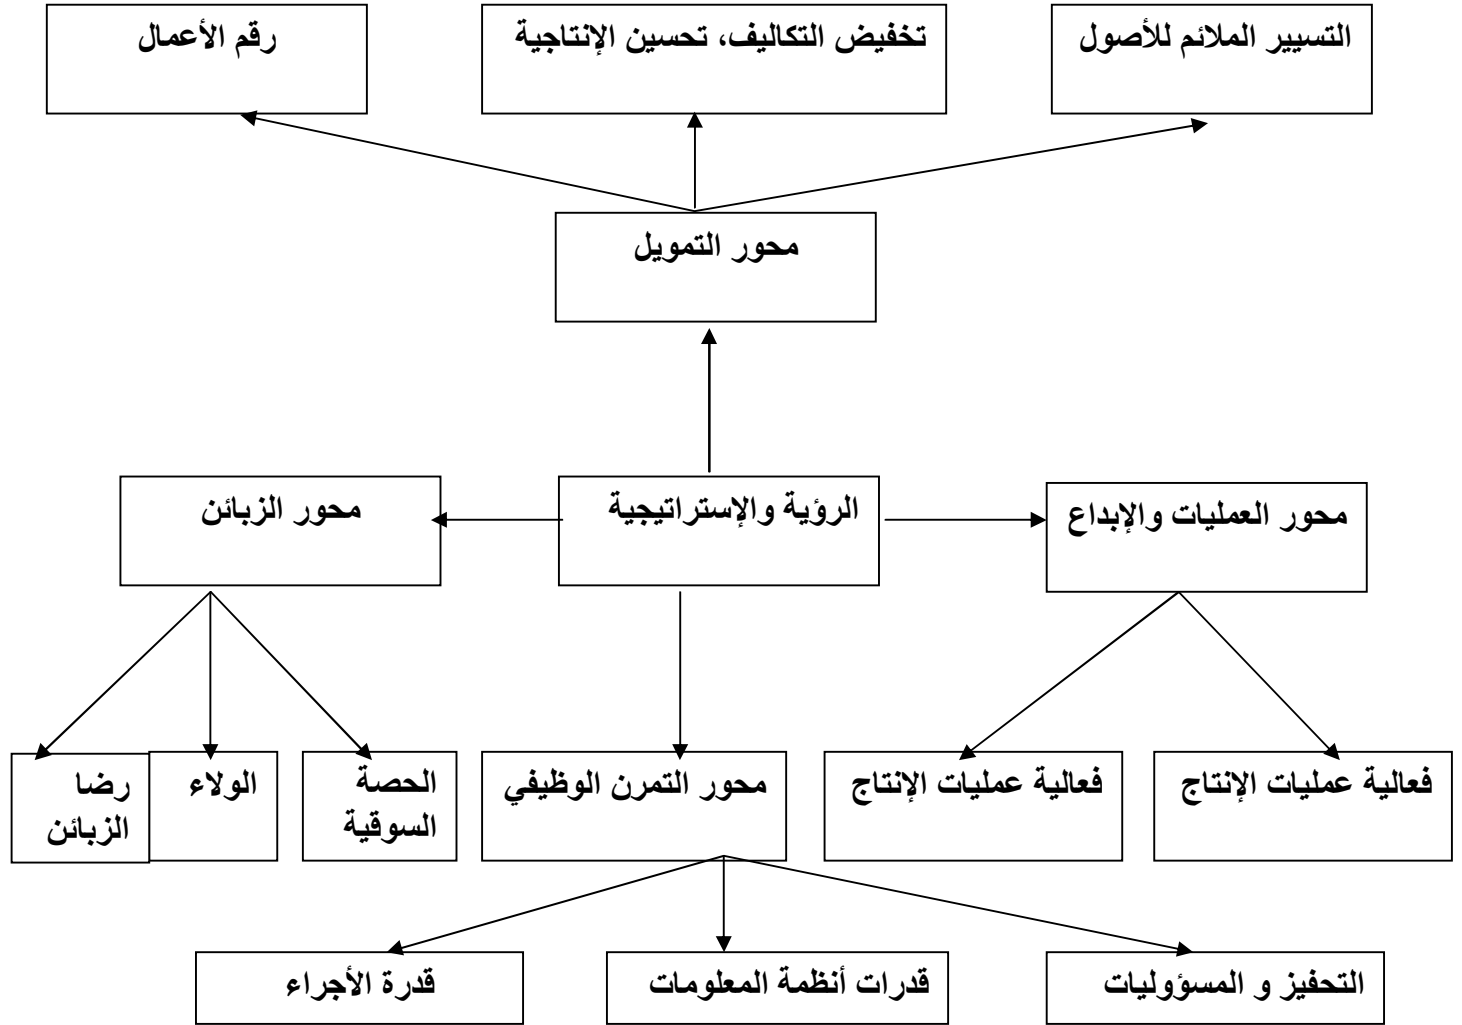 التسيير الملائم للأصول
تخفيض التكاليف، تحسين الإنتاجية
رقم الأعمال
محور التمويل
محور العمليات والإبداع
الرؤية والإستراتيجية
محور الزبائن
فعالية عمليات الإنتاج
فعالية عمليات الإنتاج
محور التمرن الوظيفي
الحصة
السوقية
الولاء
رضا
الزبائن
التحفيز و المسؤوليات
قدرات أنظمة المعلومات
قدرة الأجراء